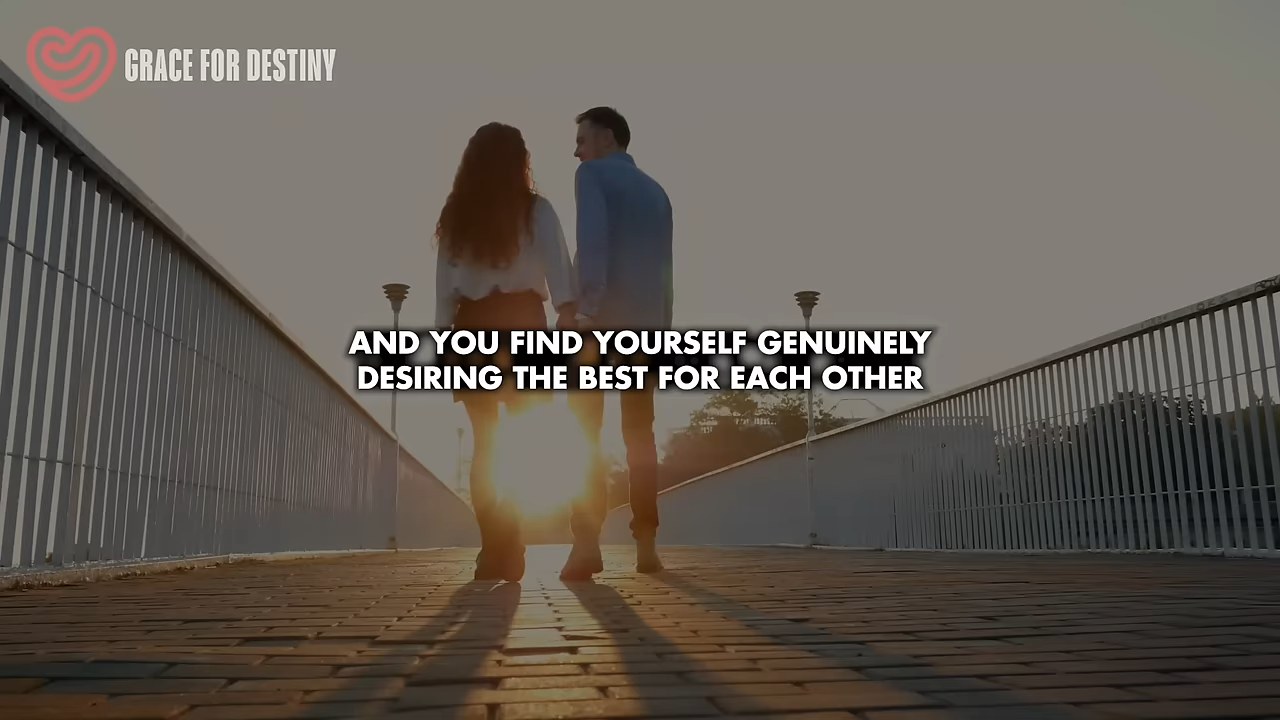 GRACE FOR DESTINY
AND YOU FIND YOURSELF GENUINELY
DESIRING THE BEST FOR EACH OTHER